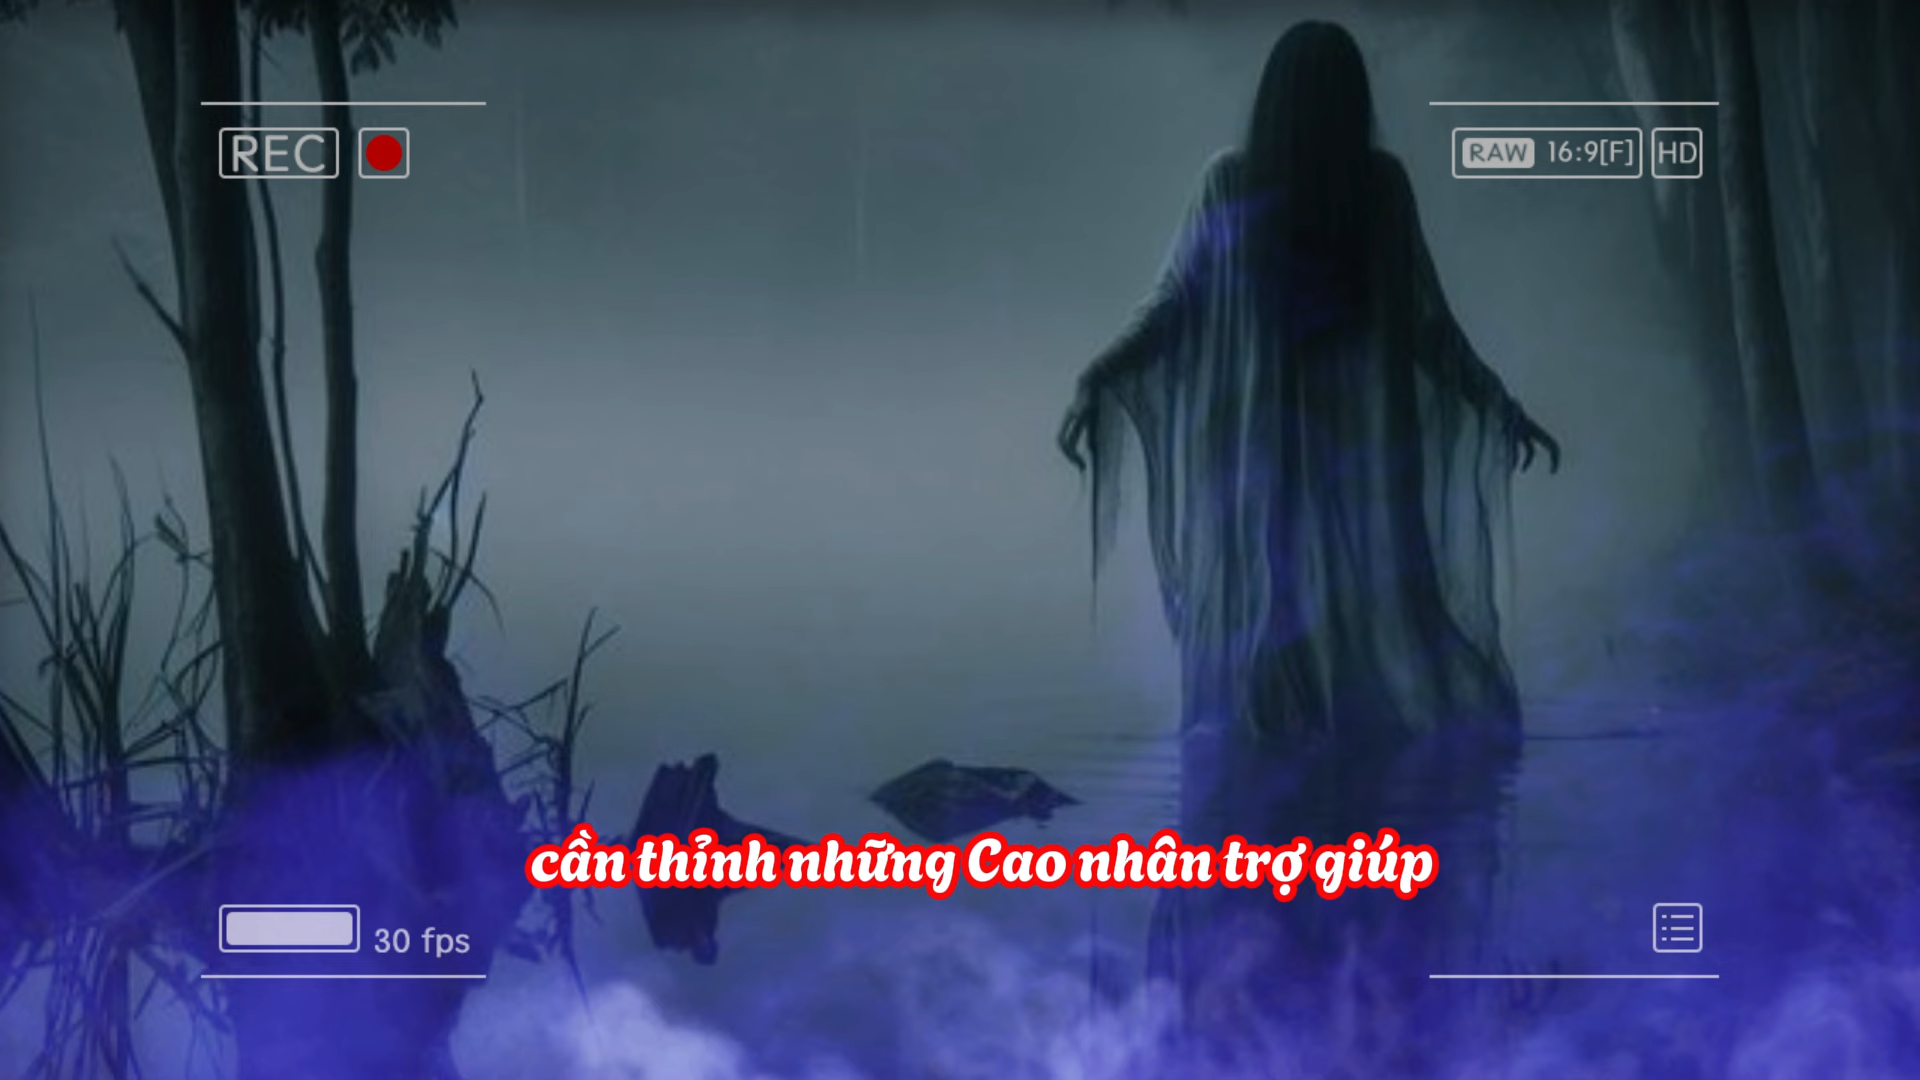 REC
RAW 16:9[F] HD
cần thỉnh những Cao nhân trợ giúp
30 fps